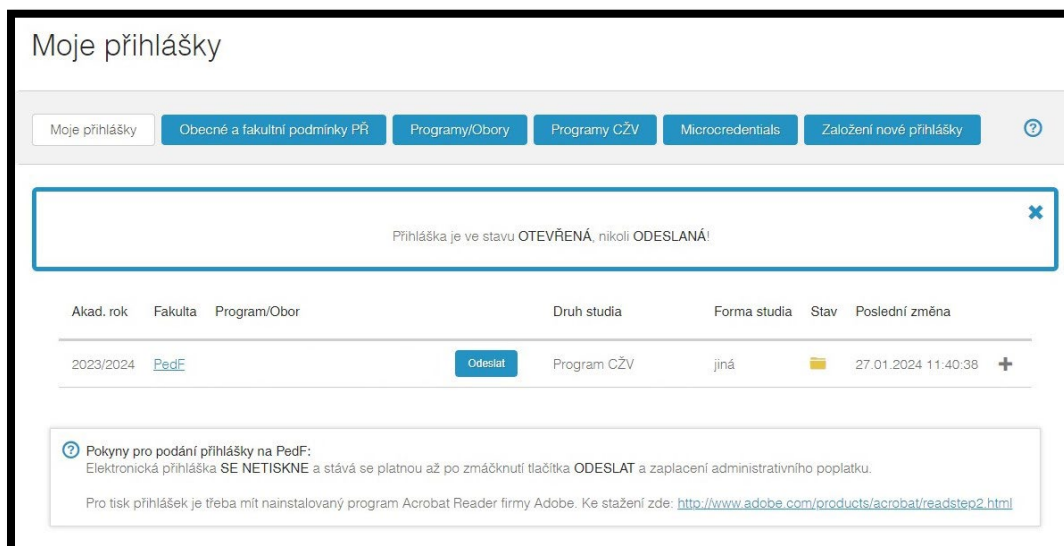 Moje přihlášky
Moje přihlášky Obecné a fakultní podmínky PŘ Programy/Obory Programy CŽV Microcredentials Založení nové přihlášky ?
Přihláška je ve stavu OTEVŘENÁ, nikoli ODESLANÁ!
Akad. rok Fakulta Program/Obor Druh studia Forma studia Stav Poslední změna
2023/2024 PedF Odeslat Program CŽV jiná 27.01.2024 11:40:38
? Pokyny pro podání přihlášky na PedF:
Elektronická přihláška SE NETISKNE a stává se platnou až po zmáčknutí tlačítka ODESLAT a zaplacení administrativního poplatku.
Pro tisk přihlášek je třeba mít nainstalovaný program Acrobat Reader firmy Adobe. Ke stažení zde: http://www.adobe.com/products/acrobat/readstep2.html